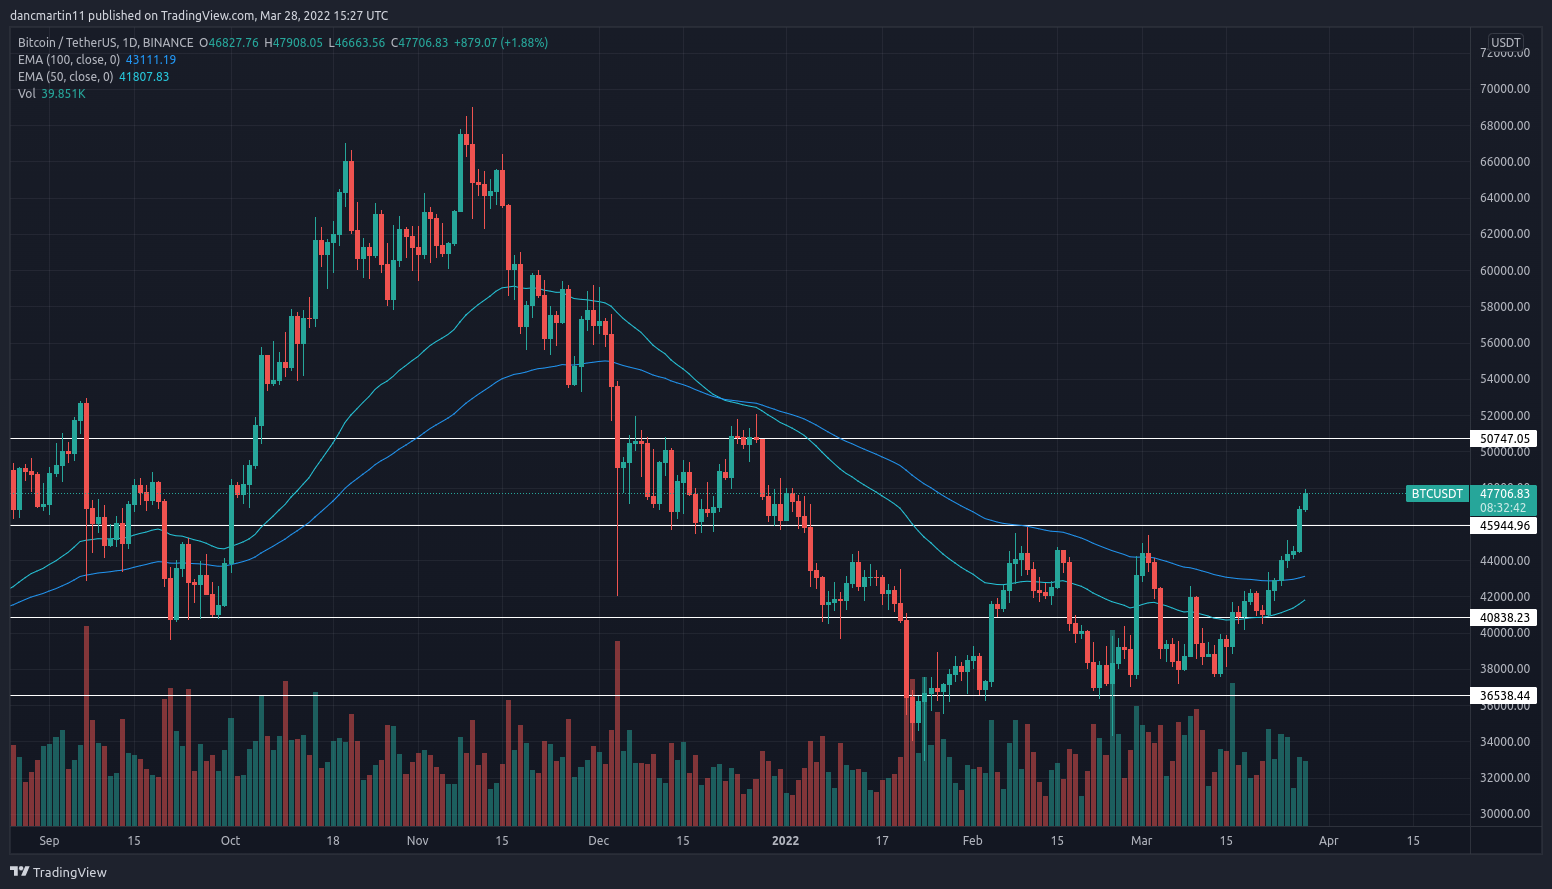 dancmartin11 published on TradingView.com, Mar 28, 2022 15:27 UTC
Bitcoin / TetherUS, 1D, BINANCE O46827.76 H47908.05 L46663.56 C47706.83 +879.07 (+1.88%)
EMA (100, close, 0) 43111.19
EMA (50, close, 0) 41807.83
Vol 39.851K
USDT
72000.00
70000.00
68000.00
66000.00
64000.00
62000.00
60000.00
58000.00
56000.00
54000.00
52000.00
50747.05
50000.00
48000.00
BTCUSDT 47706.83
08:32:42
45944.96
44000.00
42000.00
40838.23
40000.00
38000.00
36538.44
36000.00
34000.00
32000.00
30000.00
Sep 15 Oct 18 Nov 15 Dec 15 2022 17 Feb 15 Mar 15 Apr 15
TradingView